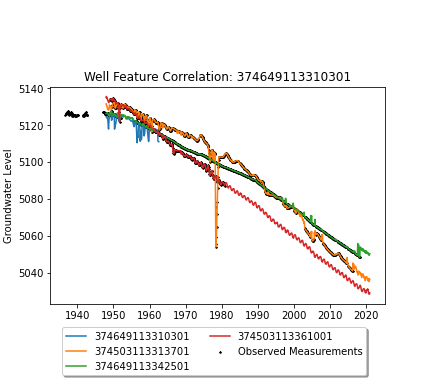 Well Feature Correlation: 374649113310301
5140
5120
5100
5080
5060
5040
Groundwater Level
1940 1950 1960 1970 1980 1990 2000 2010 2020
374649113310301 374503113361001
374503113313701 Observed Measurements
374649113342501